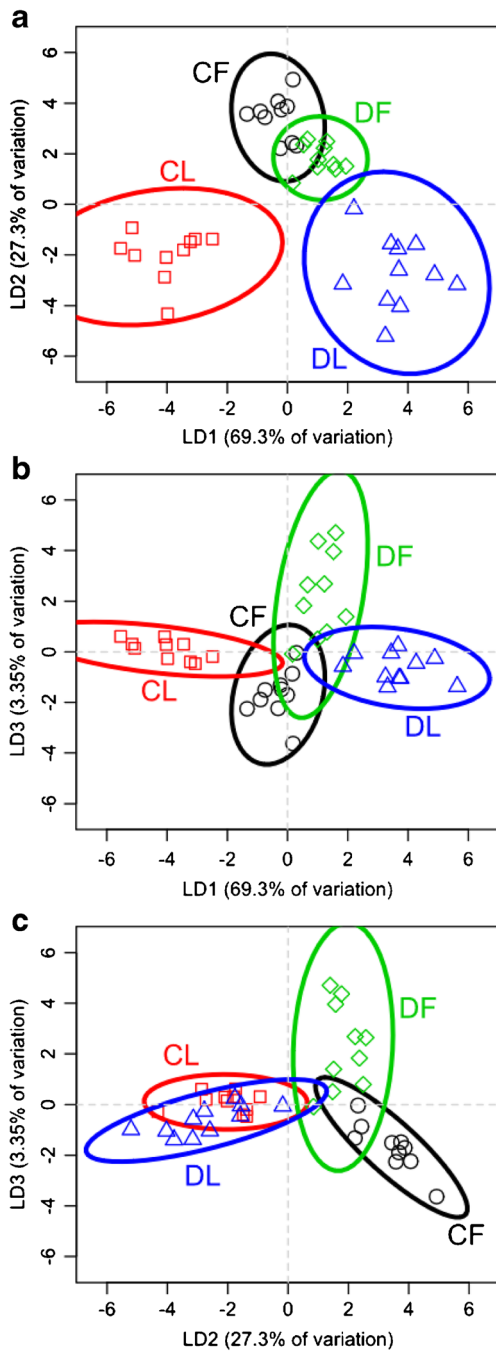 a
6
4
2
0
-2
-4
-6
LD2 (27.3% of variation)
CF
DF
CL
DL
-6 -4 -2 0 2 4 6
LD1 (69.3% of variation)
b
6
4
2
0
-2
-4
-6
LD3 (3.35% of variation)
DF
CF
CL
DL
-6 -4 -2 0 2 4 6
LD1 (69.3% of variation)
c
6
4
2
0
-2
-4
-6
LD3 (3.35% of variation)
DF
CL
DL
CF
-6 -4 -2 0 2 4 6
LD2 (27.3% of variation)